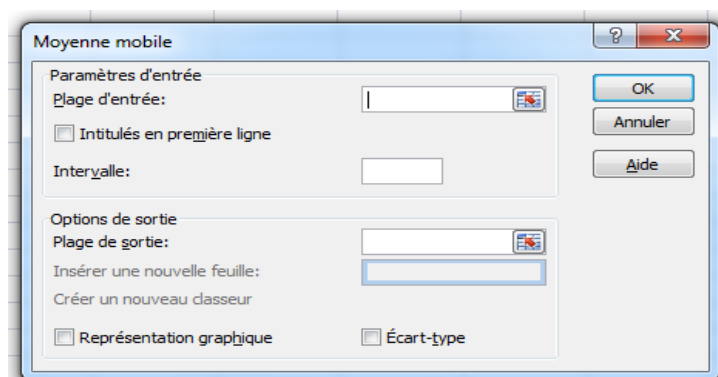 Moyenne mobile
Paramètres d'entrée
Plage d'entrée:
OK
Intitulés en première ligne
Annuler
Intervalle:
Aide
Options de sortie
Plage de sortie:
Insérer une nouvelle feuille:
Créer un nouveau classeur
Représentation graphique
Écart-type